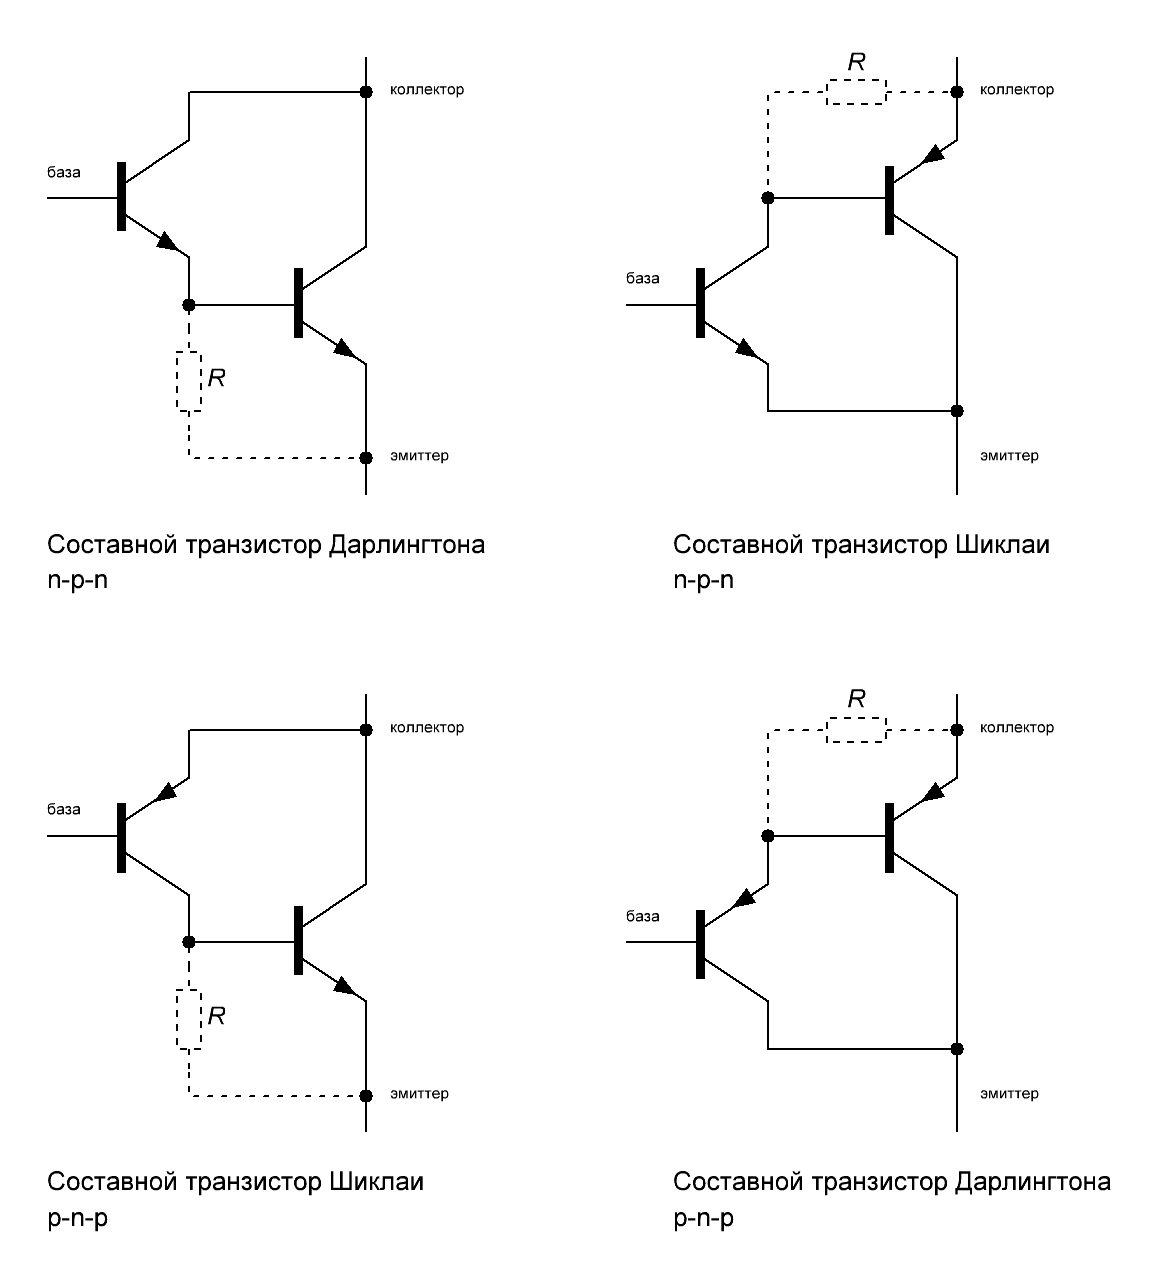 коллектор
база
R
эмиттер
Составной транзистор Дарлингтона
n-p-n
R
коллектор
база
эмиттер
Составной транзистор Шиклаи
n-p-n
коллектор
база
R
эмиттер
Составной транзистор Шиклаи
p-n-p
R
коллектор
база
эмиттер
Составной транзистор Дарлингтона
p-n-p